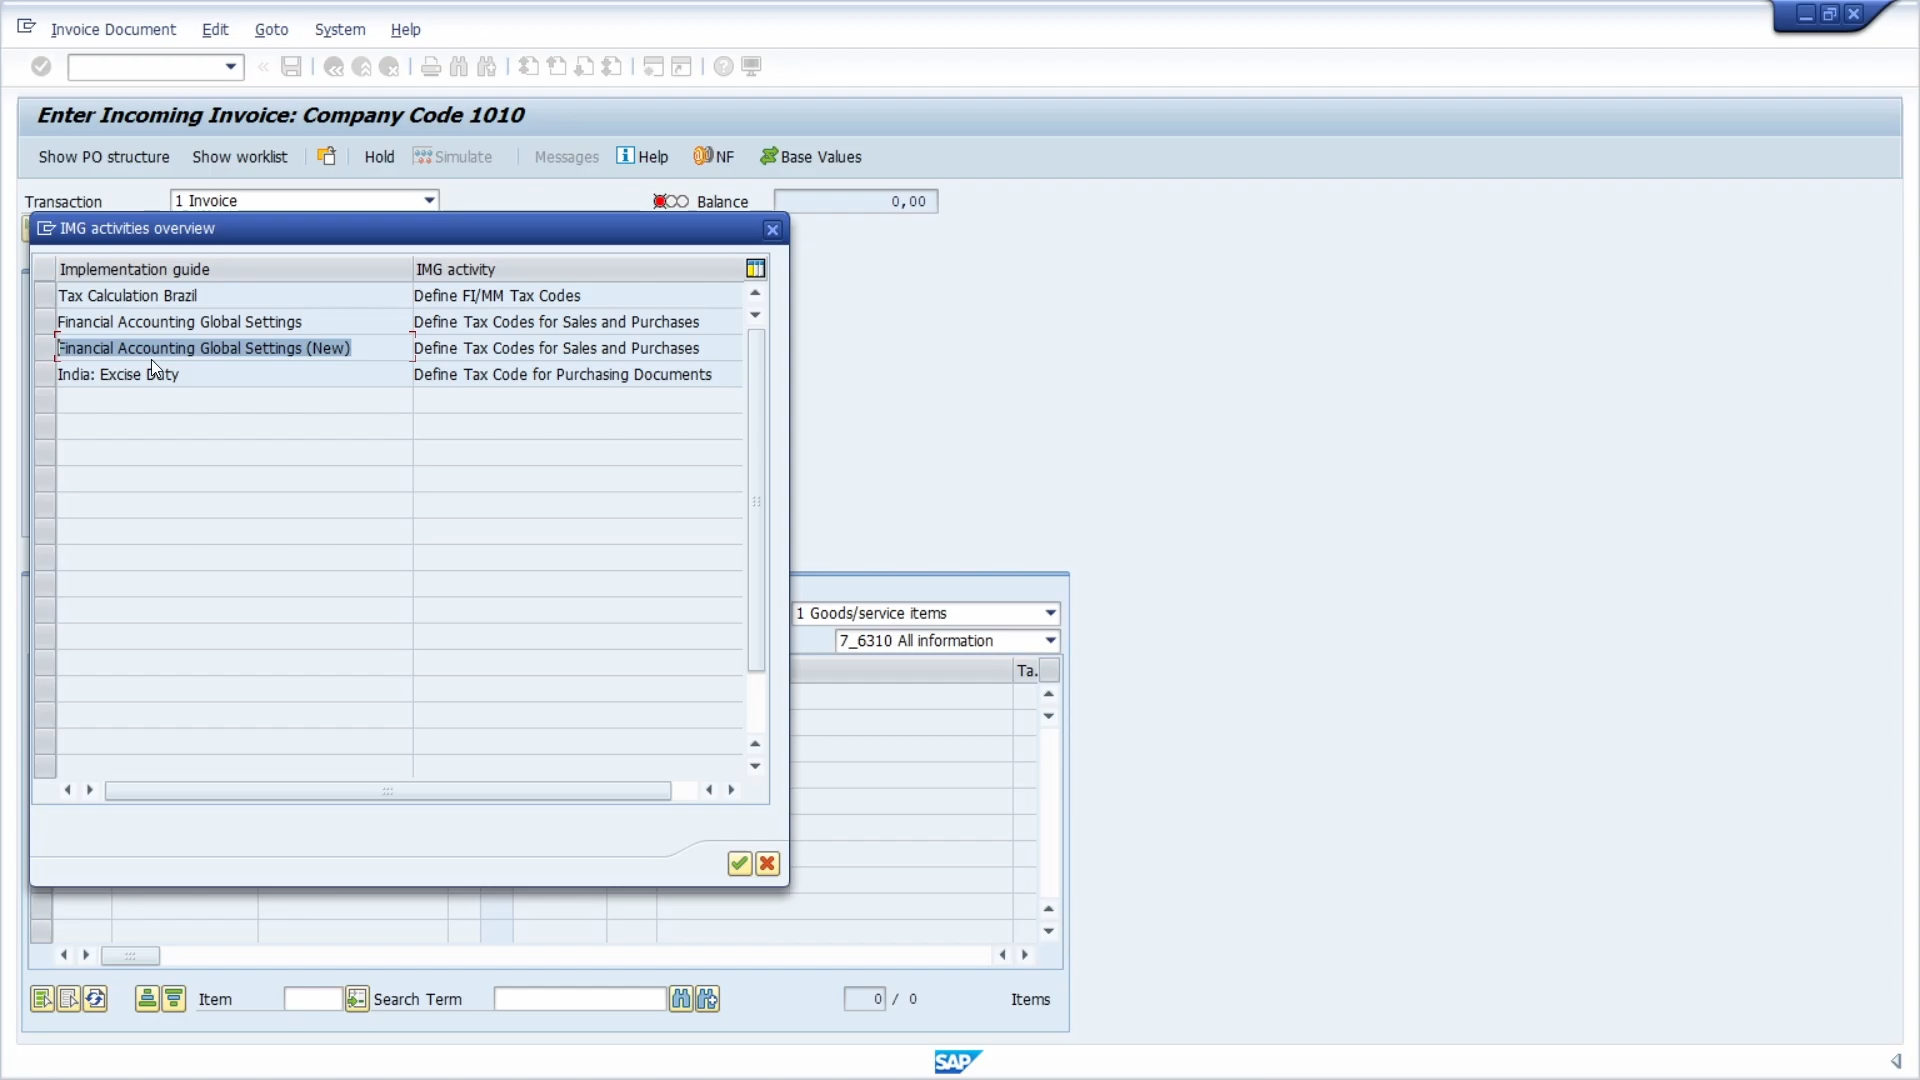 Invoice Document Edit Goto System Help
Enter Incoming Invoice: Company Code 1010
Show PO structure Show worklist Hold Simulate Messages Help NF Base Values
Transaction 1 Invoice Balance 0,00
IMG activities overview
Implementation guide IMG activity
Tax Calculation Brazil Define FI/MM Tax Codes
Financial Accounting Global Settings Define Tax Codes for Sales and Purchases
Financial Accounting Global Settings (New) Define Tax Codes for Sales and Purchases
India: Excise Duty Define Tax Code for Purchasing Documents
1 Goods/service items
7_6310 All information
Ta.
Item Search Term 0 / 0 Items
SAP